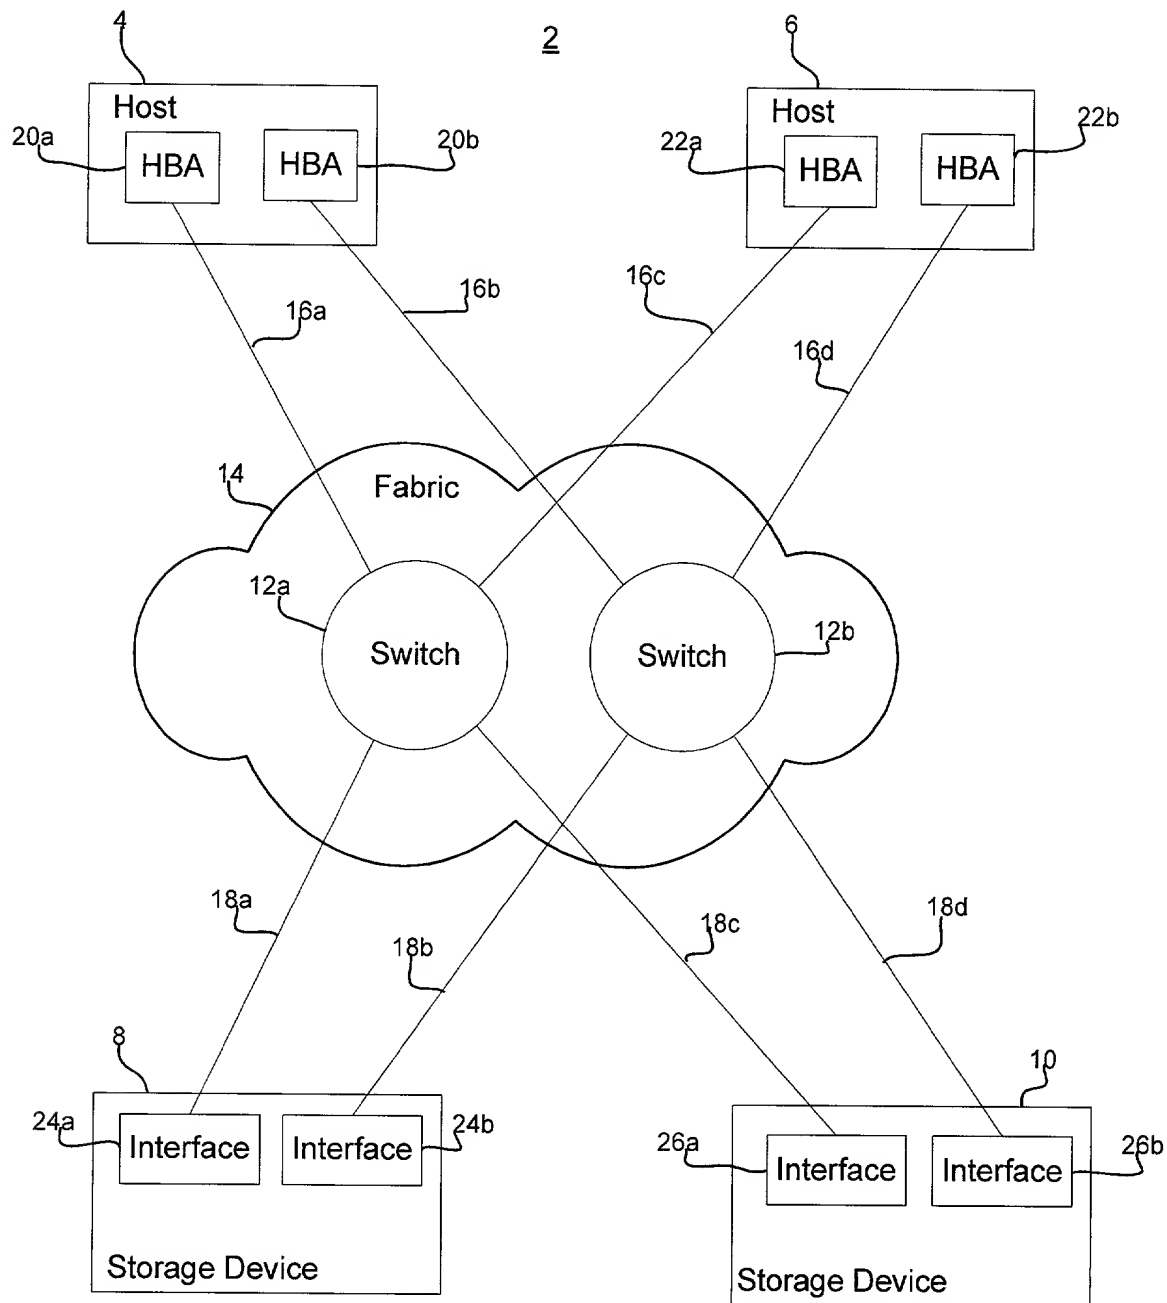 4
2
6
Host
Host
20a
HBA
HBA
20b
22a
HBA
HBA
22b
16a
16b
16c
16d
14
Fabric
12a
Switch
Switch
12b
18a
18b
18c
18d
8
10
24a
Interface
Interface
24b
26a
Interface
Interface
26b
Storage Device
Storage Device